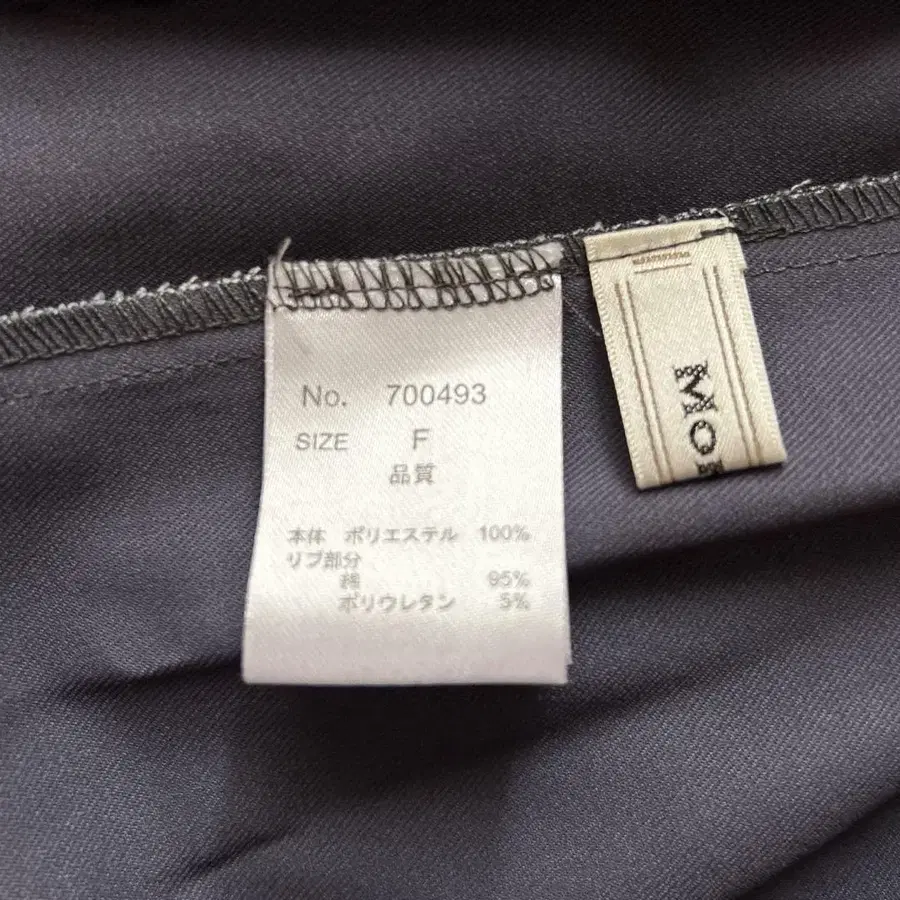 No. 700493
SIZE F
品質
本体 ポリエステル 100%
リブ部分
綿 95%
ポリウレタン 5%